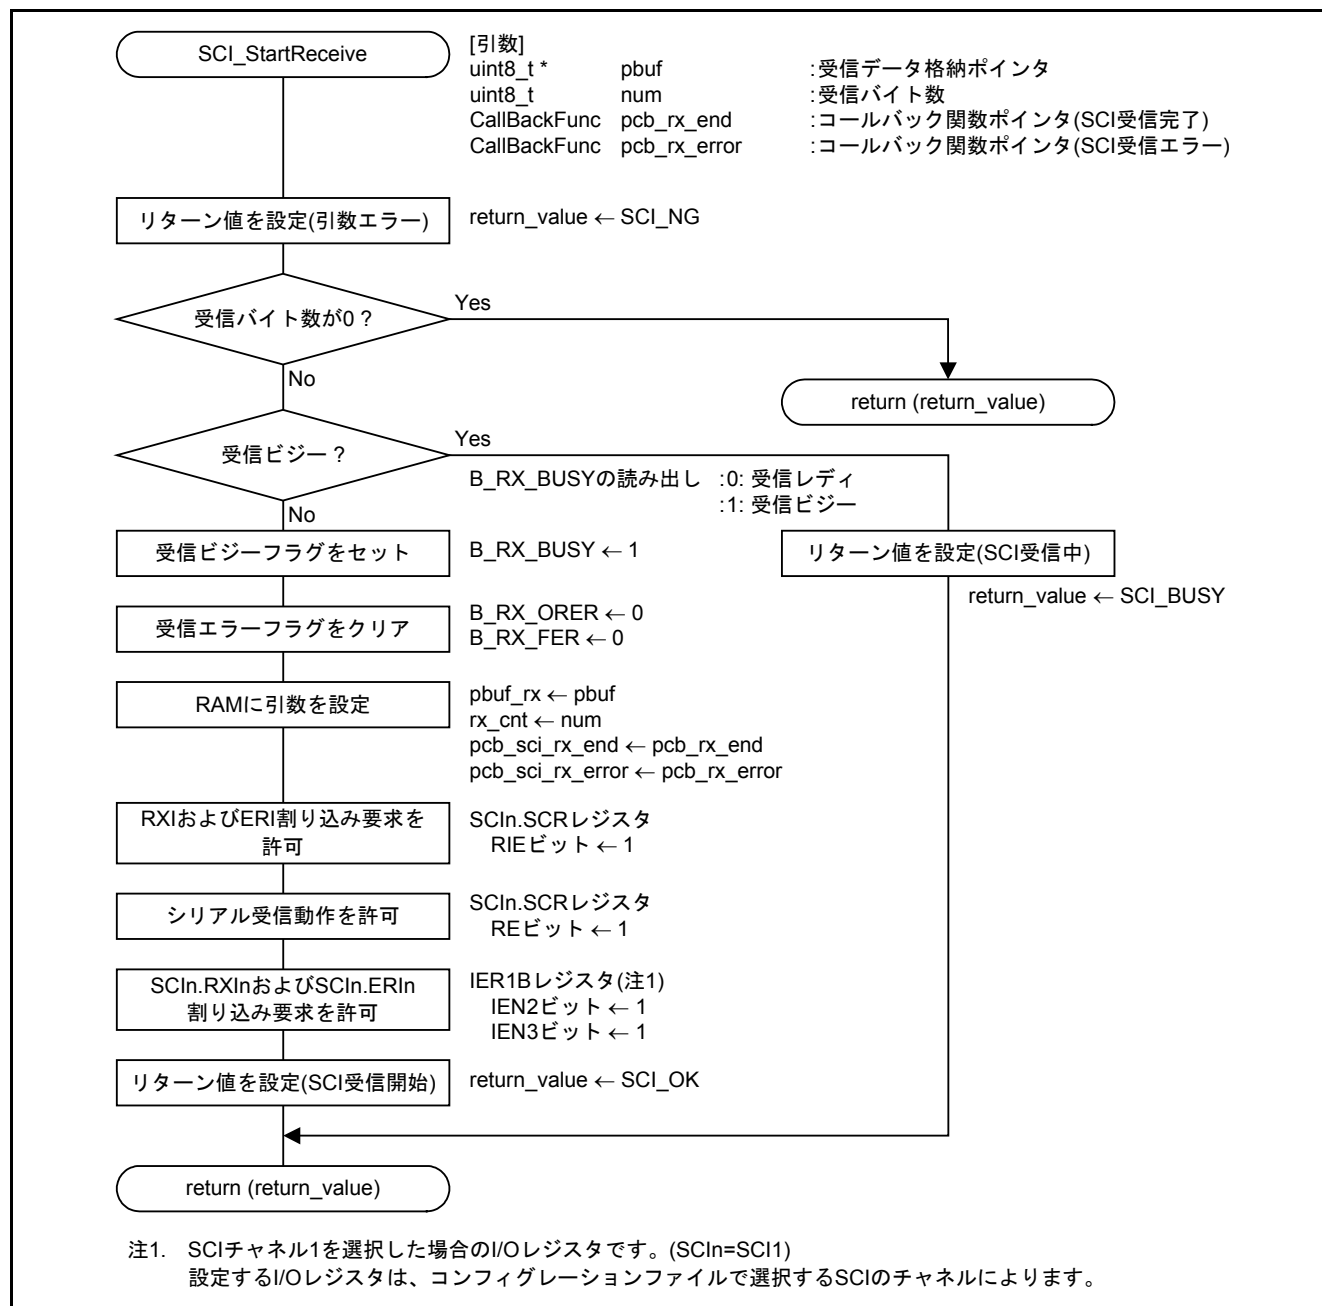 SCI_StartReceive
[引数]
uint8_t * pbuf :受信データ格納ポインタ
uint8_t num :受信バイト数
CallBackFunc pcb_rx_end :コールバック関数ポインタ(SCI受信完了)
CallBackFunc pcb_rx_error :コールバック関数ポインタ(SCI受信エラー)
リターン値を設定(引数エラー)
return_value ← SCI_NG
受信バイト数が0 ?
Yes
No
return (return_value)
受信ビジー ?
Yes
B_RX_BUSYの読み出し :0: 受信レディ
:1: 受信ビジー
No
受信ビジーフラグをセット
B_RX_BUSY ← 1
リターン値を設定(SCI受信中)
return_value ← SCI_BUSY
受信エラーフラグをクリア
B_RX_ORER ← 0
B_RX_FER ← 0
RAMに引数を設定
pbuf_rx ← pbuf
rx_cnt ← num
pcb_sci_rx_end ← pcb_rx_end
pcb_sci_rx_error ← pcb_rx_error
RXIおよびERI割り込み要求を
許可
SCIn.SCRレジスタ
RIEビット ← 1
シリアル受信動作を許可
SCIn.SCRレジスタ
REビット ← 1
SCIn.RXInおよびSCIn.ERIn
割り込み要求を許可
IER1Bレジスタ(注1)
IEN2ビット ← 1
IEN3ビット ← 1
リターン値を設定(SCI受信開始)
return_value ← SCI_OK
return (return_value)
注1. SCIチャネル1を選択した場合のI/Oレジスタです。(SCIn=SCI1)
設定するI/Oレジスタは、コンフィグレーションファイルで選択するSCIのチャネルによります。